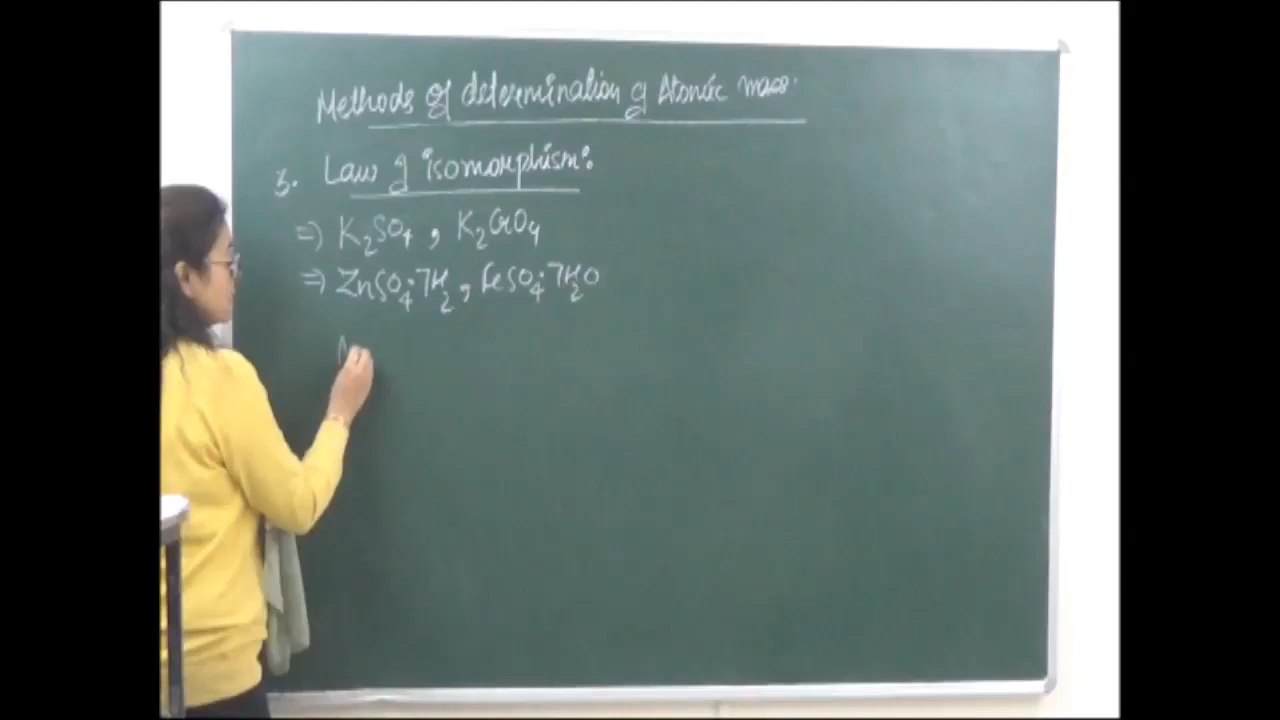 Methods of determination of Atomic mass.
3. Law of isomorphism:
⇒ K₂SO₄, K₂CrO₄
⇒ ZnSO₄·7H₂, FeSO₄·7H₂O